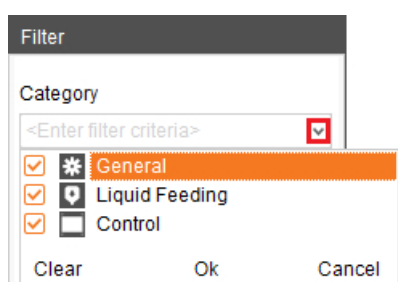 Filter
Category
<Enter filter criteria>
General
Liquid Feeding
Control
Clear Ok Cancel